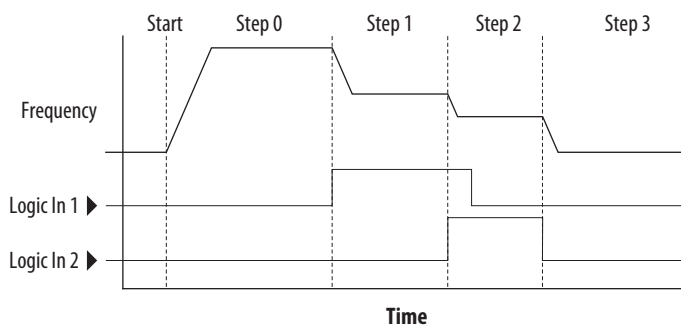 Start Step 0 Step 1 Step 2 Step 3
Frequency
Logic In 1
Logic In 2
Time